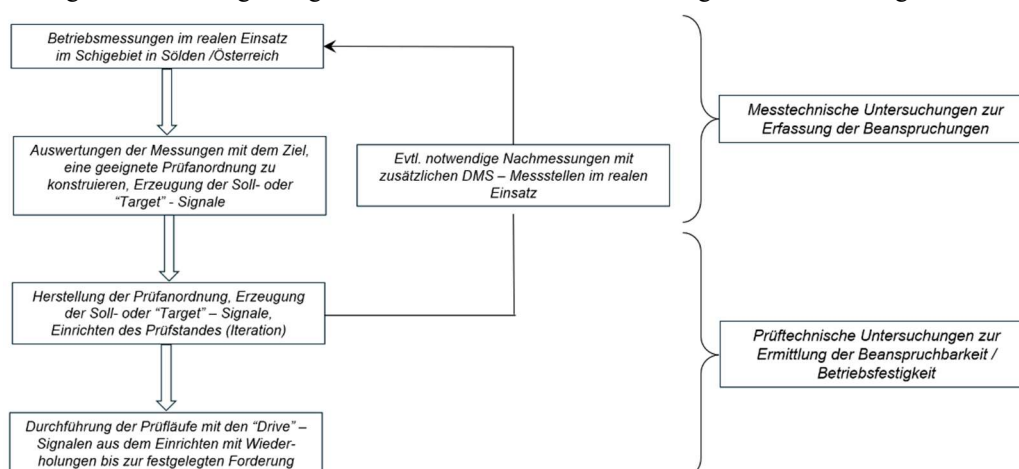 Betriebsmessungen im realen Einsatz
im Schigebiet in Sölden /Österreich
Auswertungen der Messungen mit dem Ziel,
eine geeignete Prüfanordnung zu
konstruieren, Erzeugung der Soll- oder
“Target” - Signale
Herstellung der Prüfanordnung, Erzeugung
der Soll- oder “Target” – Signale,
Einrichten des Prüfstandes (Iteration)
Durchführung der Prüfläufe mit den “Drive” –
Signalen aus dem Einrichten mit Wieder-
holungen bis zur festgelegten Forderung
Evtl. notwendige Nachmessungen mit
zusätzlichen DMS – Messstellen im realen
Einsatz
Messtechnische Untersuchungen zur
Erfassung der Beanspruchungen
Prüftechnische Untersuchungen zur
Ermittlung der Beanspruchbarkeit /
Betriebsfestigkeit